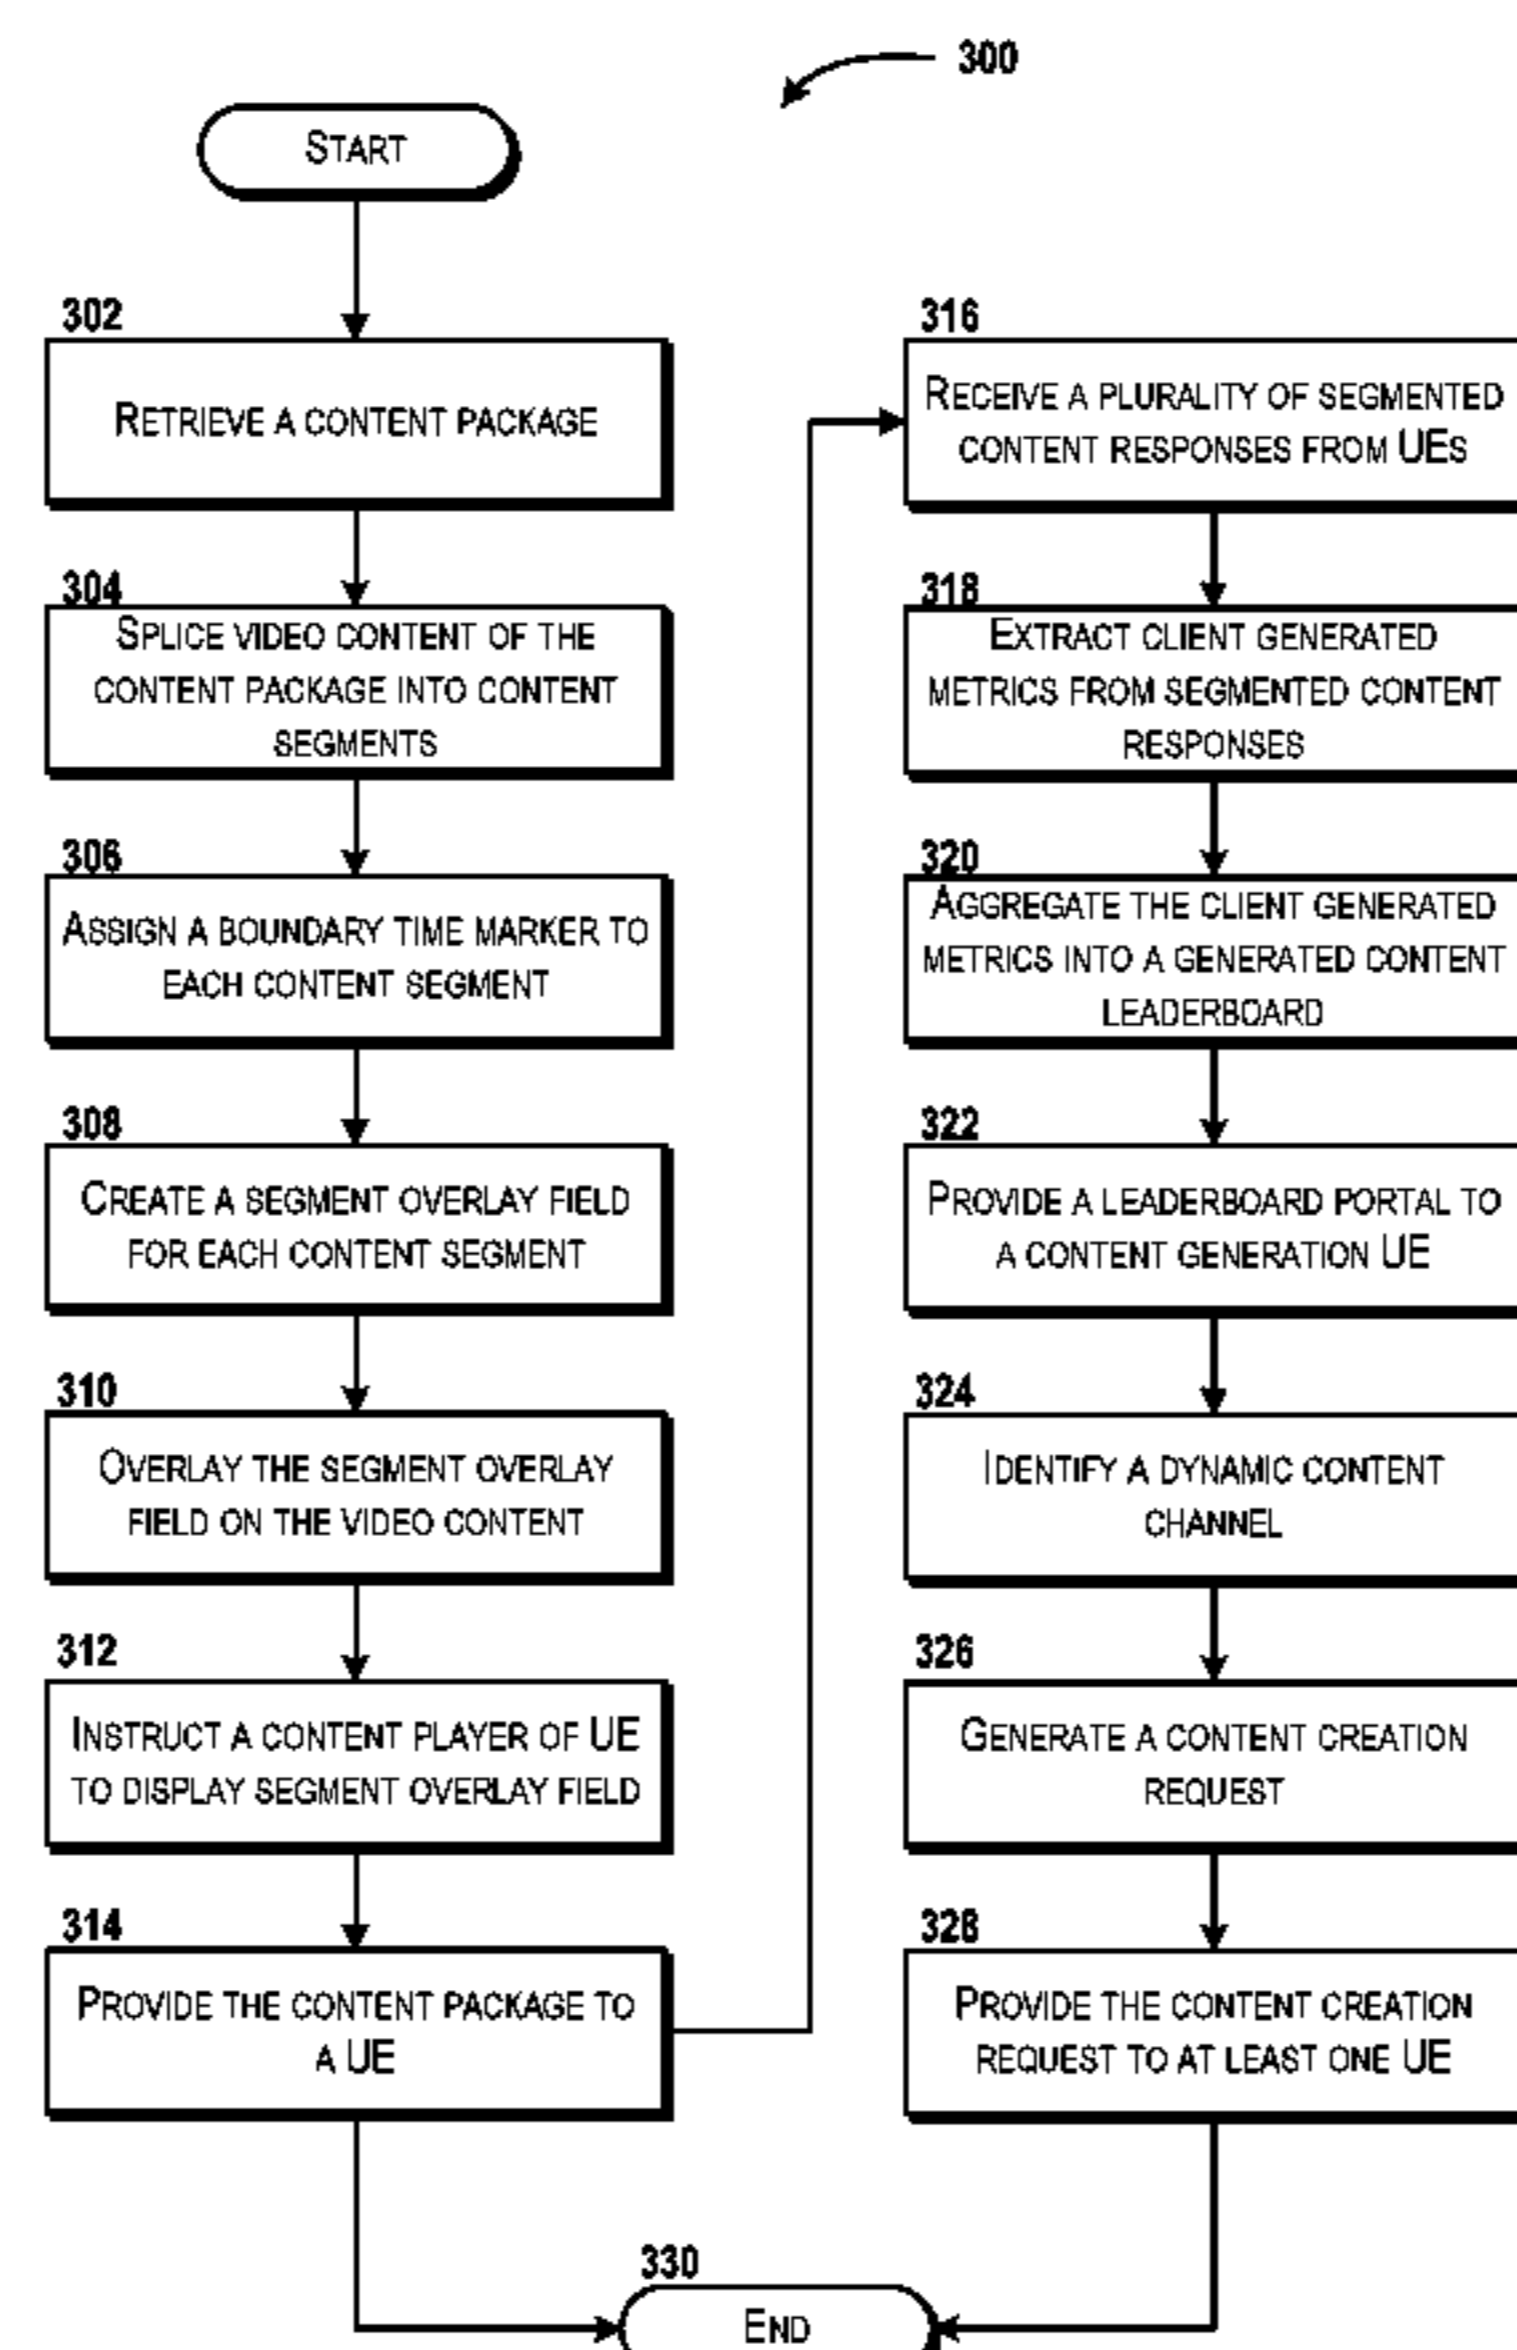 300
START
302
RETRIEVE A CONTENT PACKAGE
304
SPLICE VIDEO CONTENT OF THE
CONTENT PACKAGE INTO CONTENT
SEGMENTS
306
ASSIGN A BOUNDARY TIME MARKER TO
EACH CONTENT SEGMENT
308
CREATE A SEGMENT OVERLAY FIELD
FOR EACH CONTENT SEGMENT
310
OVERLAY THE SEGMENT OVERLAY
FIELD ON THE VIDEO CONTENT
312
INSTRUCT A CONTENT PLAYER OF UE
TO DISPLAY SEGMENT OVERLAY FIELD
314
PROVIDE THE CONTENT PACKAGE TO
A UE
316
RECEIVE A PLURALITY OF SEGMENTED
CONTENT RESPONSES FROM UES
318
EXTRACT CLIENT GENERATED
METRICS FROM SEGMENTED CONTENT
RESPONSES
320
AGGREGATE THE CLIENT GENERATED
METRICS INTO A GENERATED CONTENT
LEADERBOARD
322
PROVIDE A LEADERBOARD PORTAL TO
A CONTENT GENERATION UE
324
IDENTIFY A DYNAMIC CONTENT
CHANNEL
326
GENERATE A CONTENT CREATION
REQUEST
328
PROVIDE THE CONTENT CREATION
REQUEST TO AT LEAST ONE UE
330
END